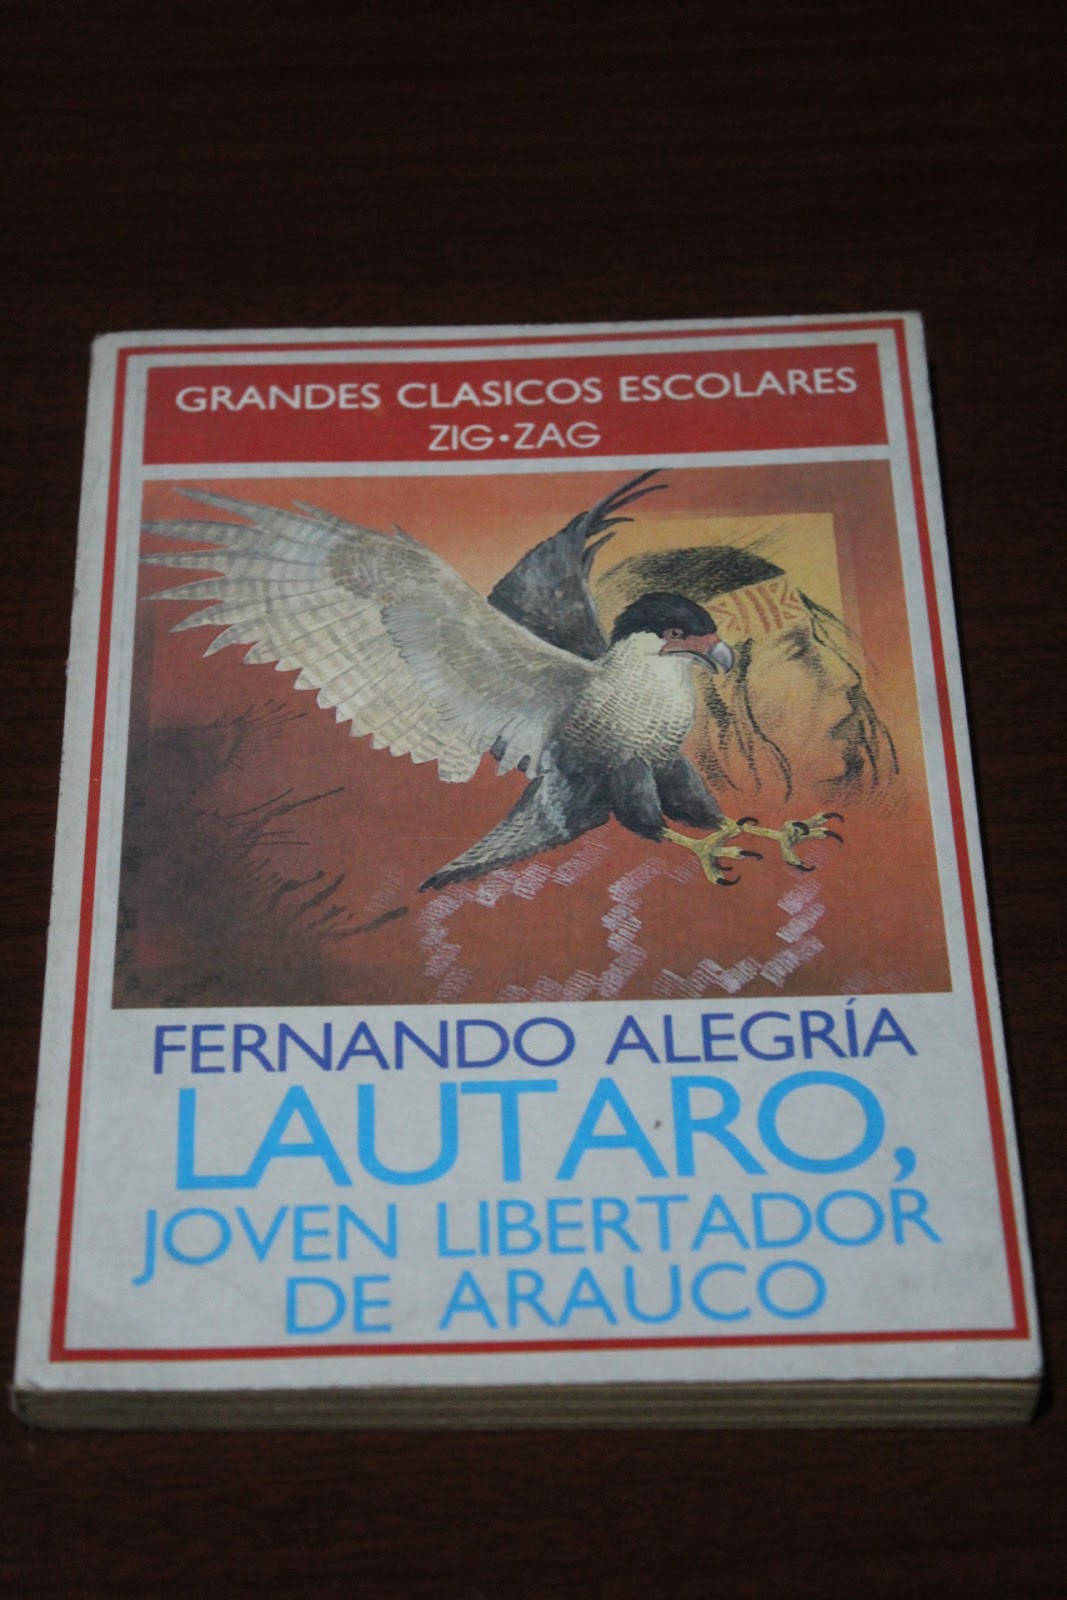 GRANDES CLASICOS ESCOLARES
ZIG•ZAG
FERNANDO ALEGRÍA
LAUTARO,
JOVEN LIBERTADOR
DE ARAUCO